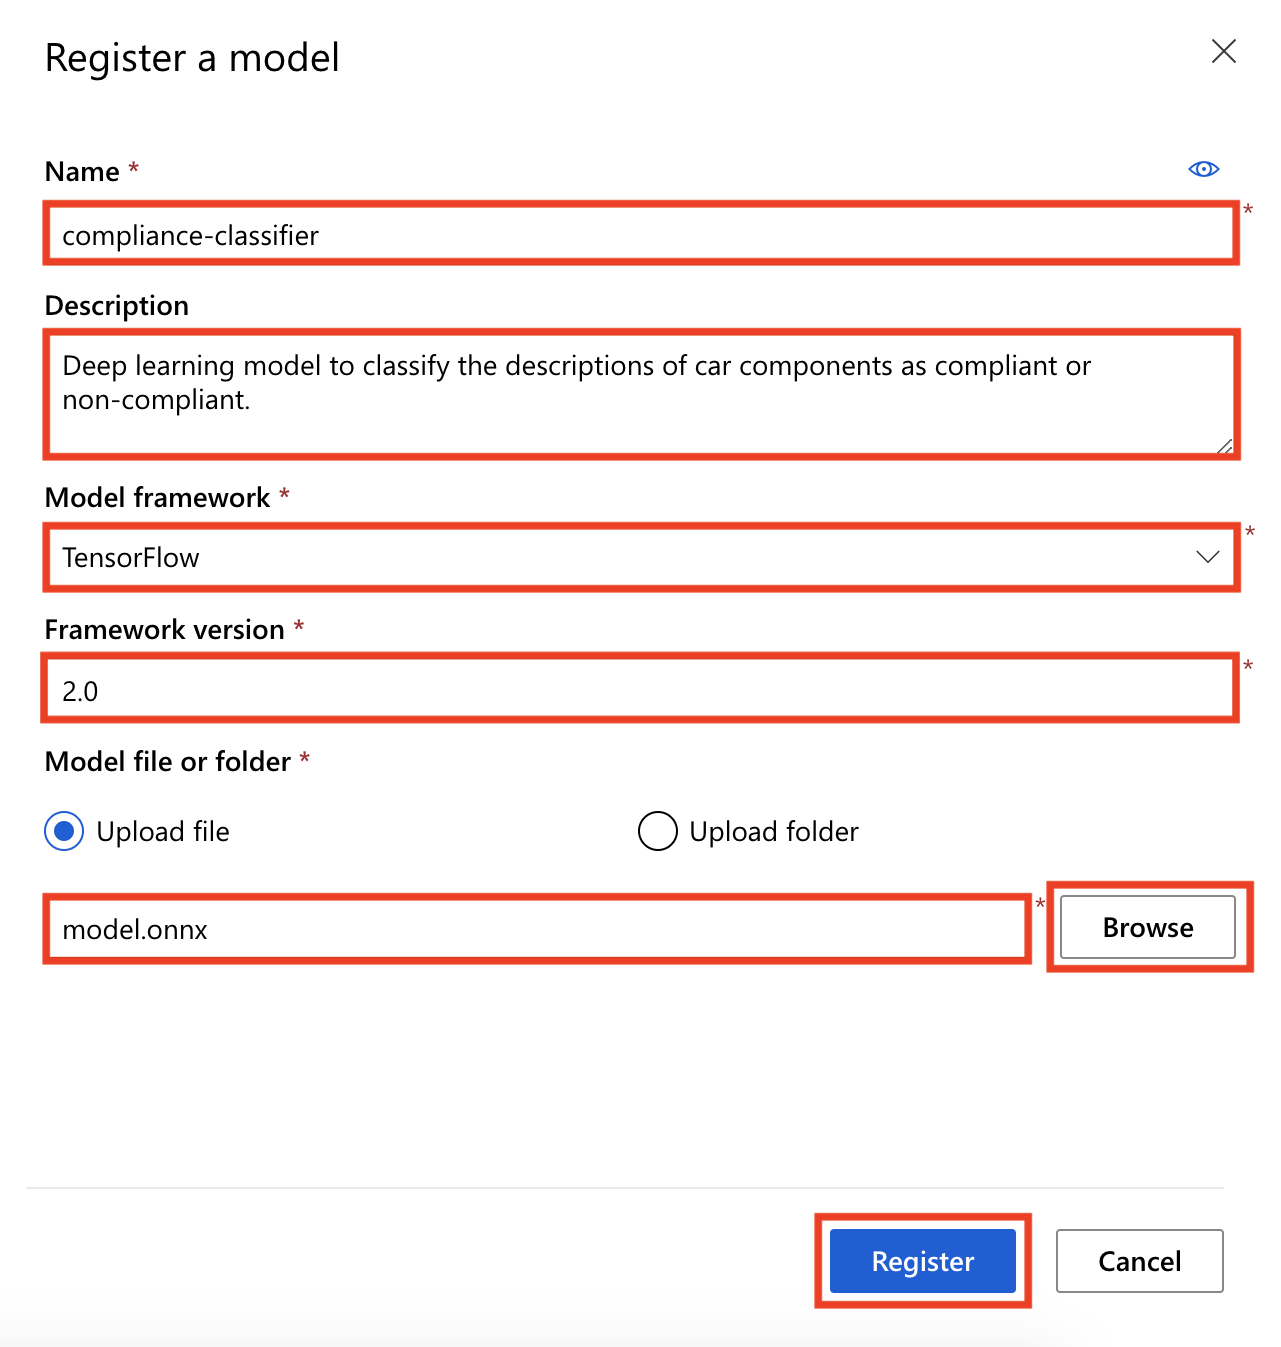 Register a model
Name *
*
compliance-classifier
Description
Deep learning model to classify the descriptions of car components as compliant or
non-compliant.
Model framework *
*
TensorFlow
Framework version *
*
2.0
Model file or folder *
Upload file Upload folder
model.onnx * Browse
Register Cancel